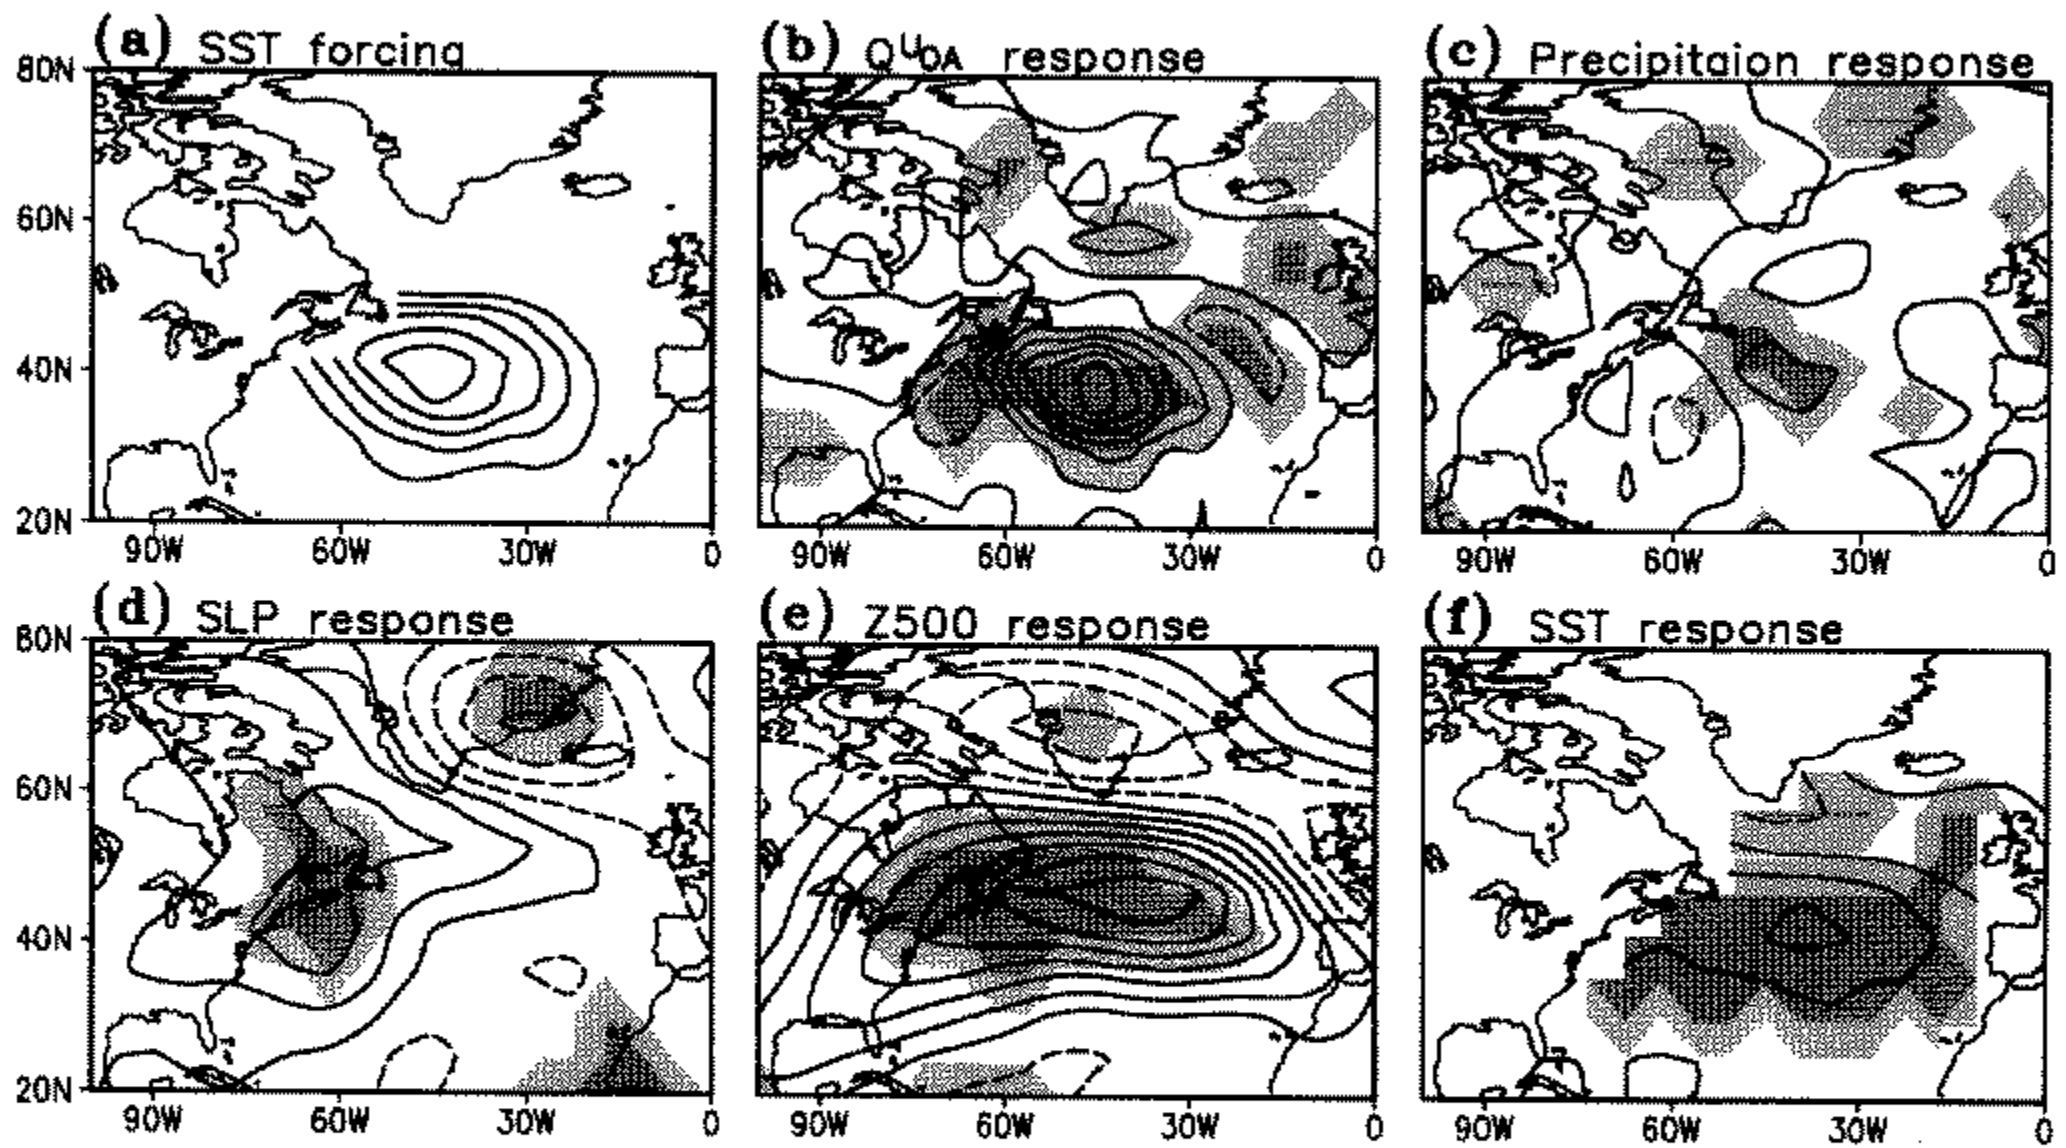 (a) SST forcing
(b) Q^U_OA response
(c) Precipitaion response
80N
60N
40N
20N
90W 60W 30W 0
90W 60W 30W 0
90W 60W 30W 0
(d) SLP response
(e) Z500 response
(f) SST response
80N
60N
40N
20N
90W 60W 30W 0
90W 60W 30W 0
90W 60W 30W 0